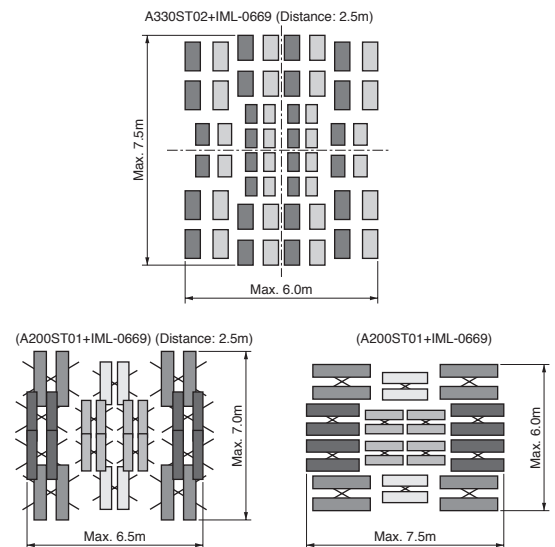 A330ST02+IML-0669 (Distance: 2.5m)
Max. 7.5m
Max. 6.0m
(A200ST01+IML-0669) (Distance: 2.5m)
(A200ST01+IML-0669)
Max. 7.0m
Max. 6.0m
Max. 6.5m
Max. 7.5m